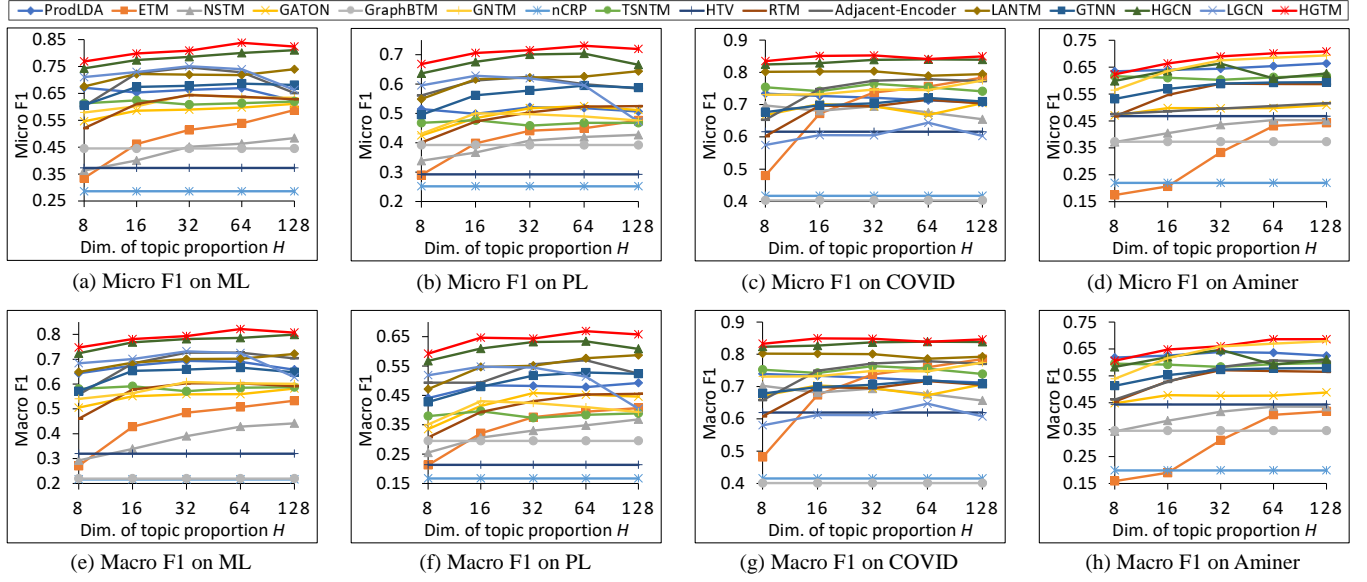 ProdLDA ETM NSTM GATON GraphBTM GNTM nCRP TSNTM HTV RTM Adjacent-Encoder LANTM GTNN HGCN LGCN HGTM
Micro F1
0.85
0.75
0.65
0.55
0.45
0.35
0.25
8 16 32 64 128
Dim. of topic proportion H
(a) Micro F1 on ML
Micro F1
0.7
0.6
0.5
0.4
0.3
0.2
8 16 32 64 128
Dim. of topic proportion H
(b) Micro F1 on PL
Micro F1
0.9
0.8
0.7
0.6
0.5
0.4
8 16 32 64 128
Dim. of topic proportion H
(c) Micro F1 on COVID
Micro F1
0.75
0.65
0.55
0.45
0.35
0.25
0.15
8 16 32 64 128
Dim. of topic proportion H
(d) Micro F1 on Aminer
Macro F1
0.8
0.7
0.6
0.5
0.4
0.3
0.2
8 16 32 64 128
Dim. of topic proportion H
(e) Macro F1 on ML
Macro F1
0.65
0.55
0.45
0.35
0.25
0.15
8 16 32 64 128
Dim. of topic proportion H
(f) Macro F1 on PL
Macro F1
0.9
0.8
0.7
0.6
0.5
0.4
8 16 32 64 128
Dim. of topic proportion H
(g) Macro F1 on COVID
Macro F1
0.75
0.65
0.55
0.45
0.35
0.25
0.15
8 16 32 64 128
Dim. of topic proportion H
(h) Macro F1 on Aminer